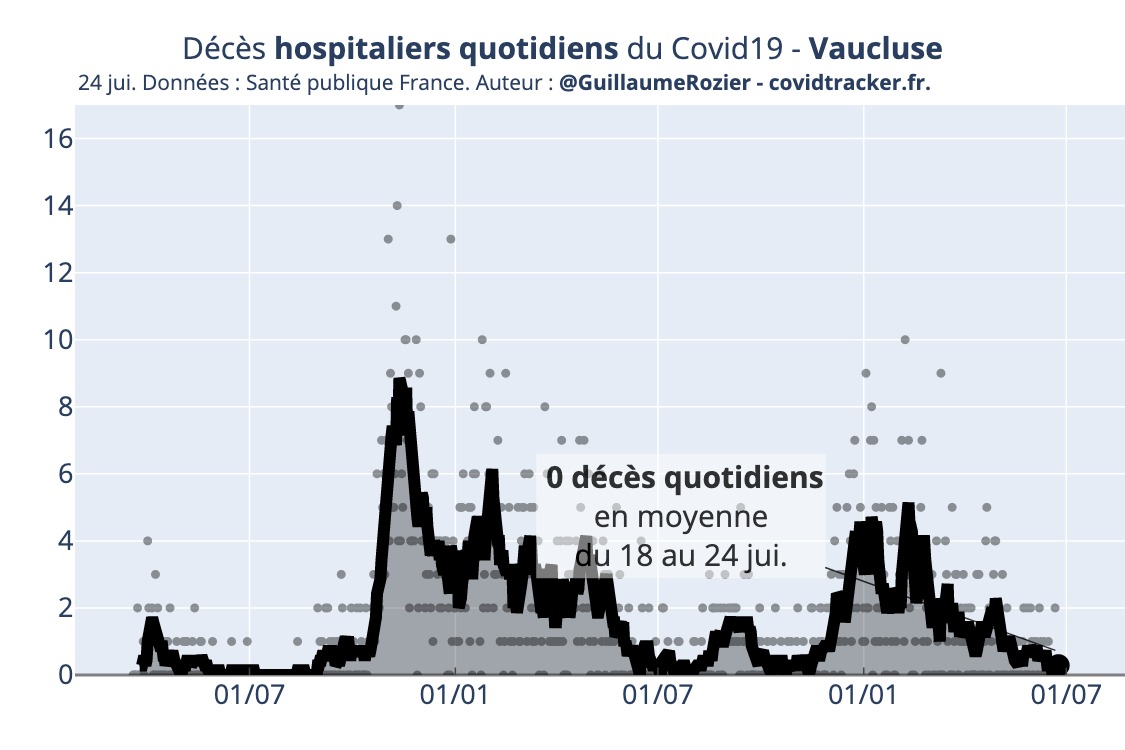 Décès hospitaliers quotidiens du Covid19 - Vaucluse
24 jui. Données : Santé publique France. Auteur : @GuillaumeRozier - covidtracker.fr.
16
14
12
10
8
6
4
2
0
0 décès quotidiens
en moyenne
du 18 au 24 jui.
01/07
01/01
01/07
01/01
01/07